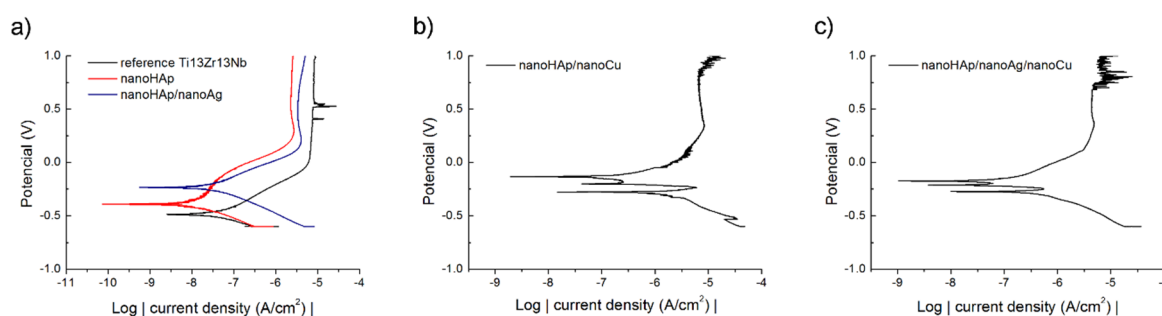 a)
reference Ti13Zr13Nb
nanoHAp
nanoHAp/nanoAg
Potencial (V)
1.0
0.5
0.0
-0.5
-1.0
-11 -10 -9 -8 -7 -6 -5 -4
Log | current density (A/cm²) |
b)
nanoHAp/nanoCu
Potencial (V)
1.0
0.5
0.0
-0.5
-1.0
-9 -8 -7 -6 -5 -4
Log | current density (A/cm²) |
c)
nanoHAp/nanoAg/nanoCu
Potencial (V)
1.0
0.5
0.0
-0.5
-1.0
-9 -8 -7 -6 -5 -4
Log | current density (A/cm²) |